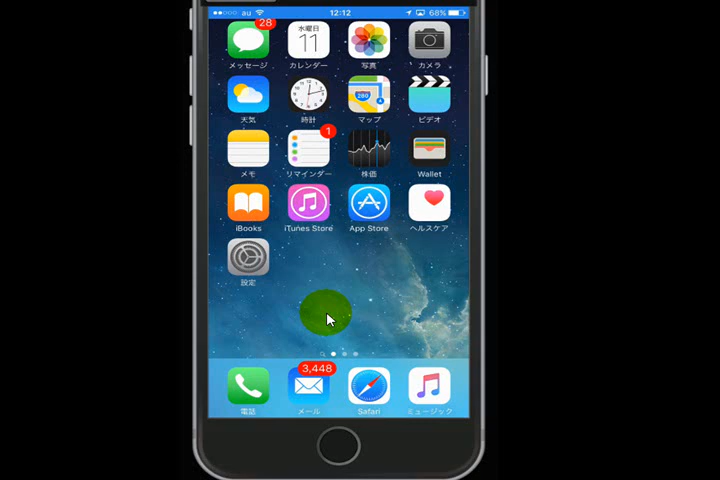 au 12:12 68%
28
水曜日
11
メッセージ カレンダー 写真 カメラ
280
天気 時計 マップ ビデオ
1
メモ リマインダー 株価 Wallet
iBooks iTunes Store App Store ヘルスケア
設定
3,448
電話 メール Safari ミュージック